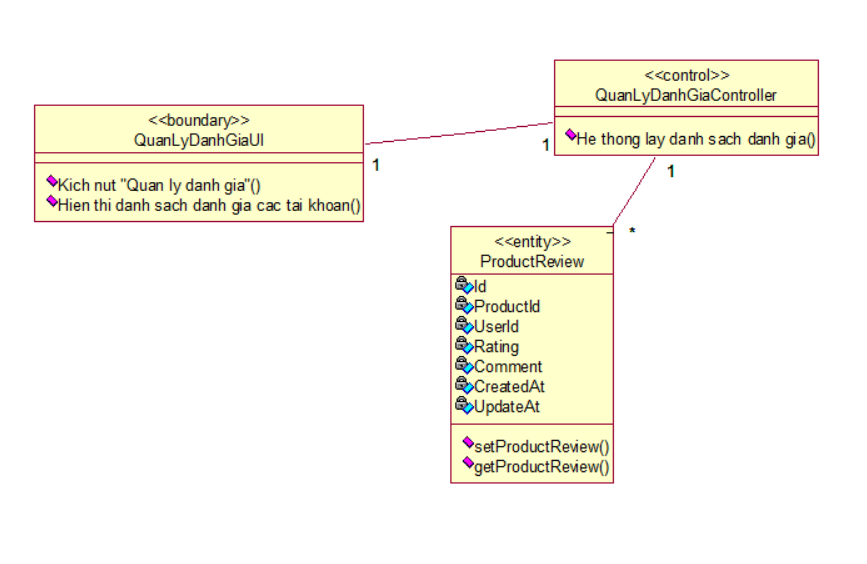 <<boundary>>
QuanLyDanhGiaUI
Kich nut "Quan ly danh gia"()
Hien thi danh sach danh gia cac tai khoan()
1
1
<<control>>
QuanLyDanhGiaController
He thong lay danh sach danh gia()
1
*
<<entity>>
ProductReview
Id
ProductId
UserId
Rating
Comment
CreatedAt
UpdateAt
setProductReview()
getProductReview()